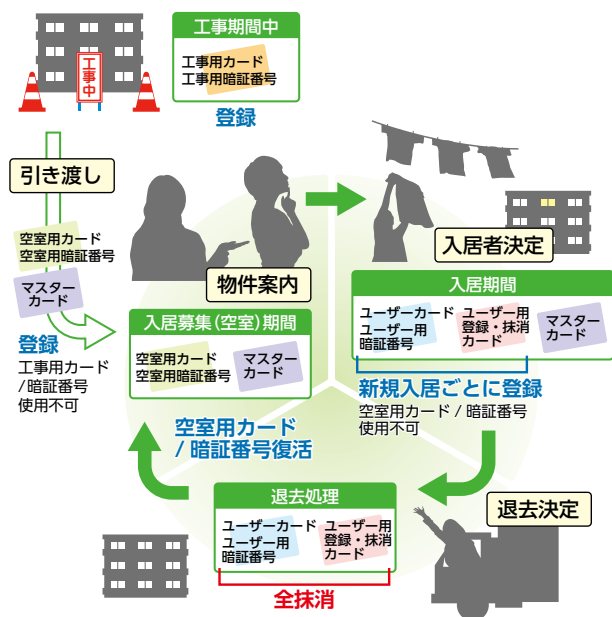 工事中
工事期間中
工事用カード
工事用暗証番号
登録
引き渡し
空室用カード
空室用暗証番号
マスター
カード
登録
工事用カード
/暗証番号
使用不可
物件案内
入居募集(空室)期間
空室用カード
空室用暗証番号
マスター
カード
入居者決定
入居期間
ユーザーカード
ユーザー用
暗証番号
ユーザー用
登録・抹消
カード
マスター
カード
新規入居ごとに登録
空室用カード / 暗証番号
使用不可
空室用カード
/ 暗証番号復活
退去決定
退去処理
ユーザーカード
ユーザー用
暗証番号
ユーザー用
登録・抹消
カード
全抹消